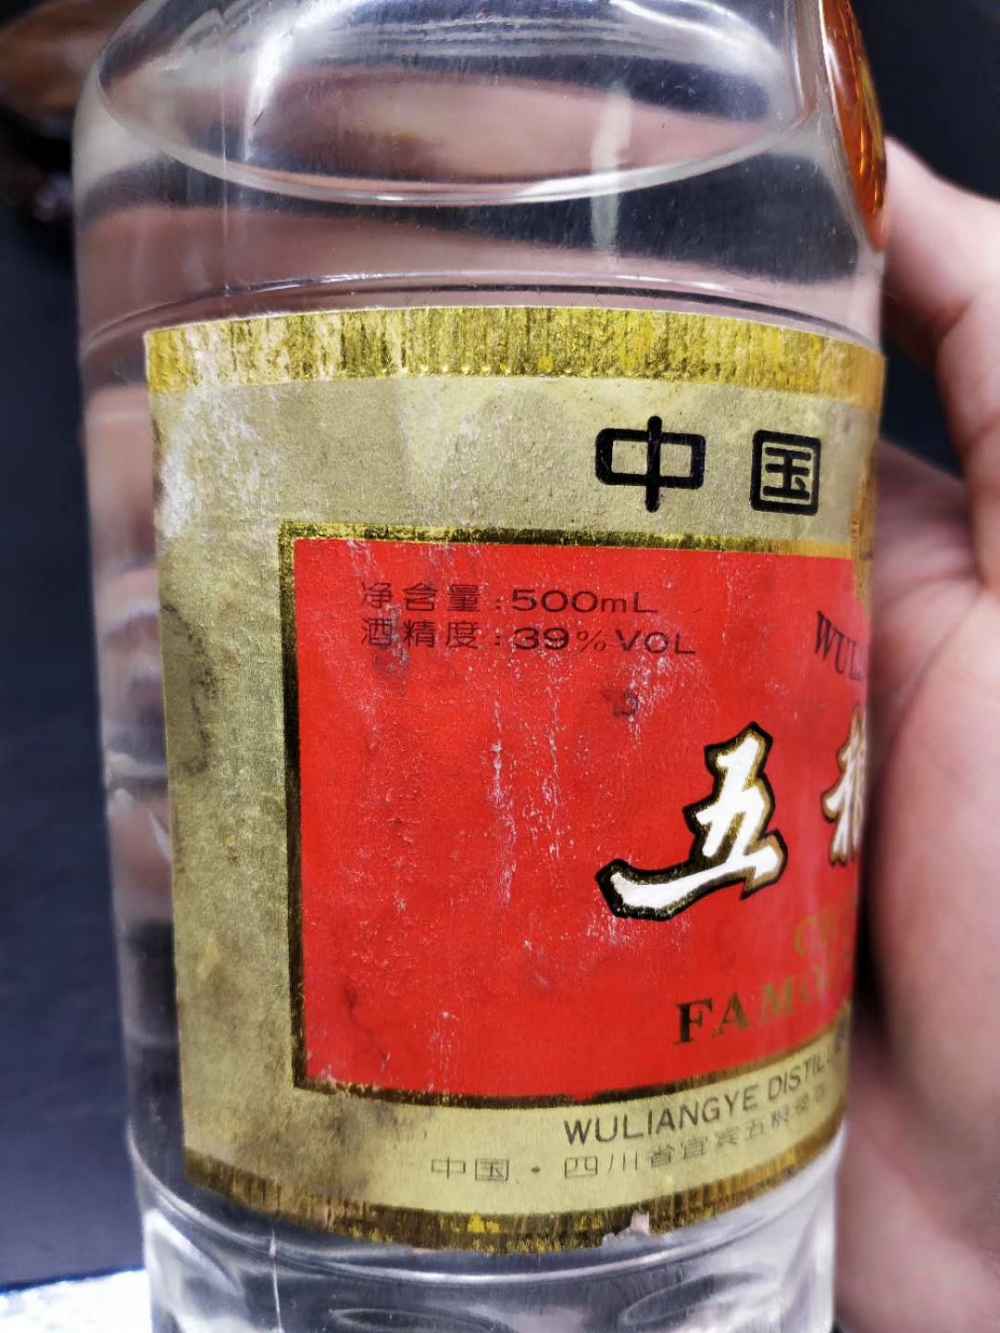 中国
净含量:500mL
酒精度:39%VOL
五
WULIANGYE DISTIL
中国·四川省宜宾五粮液